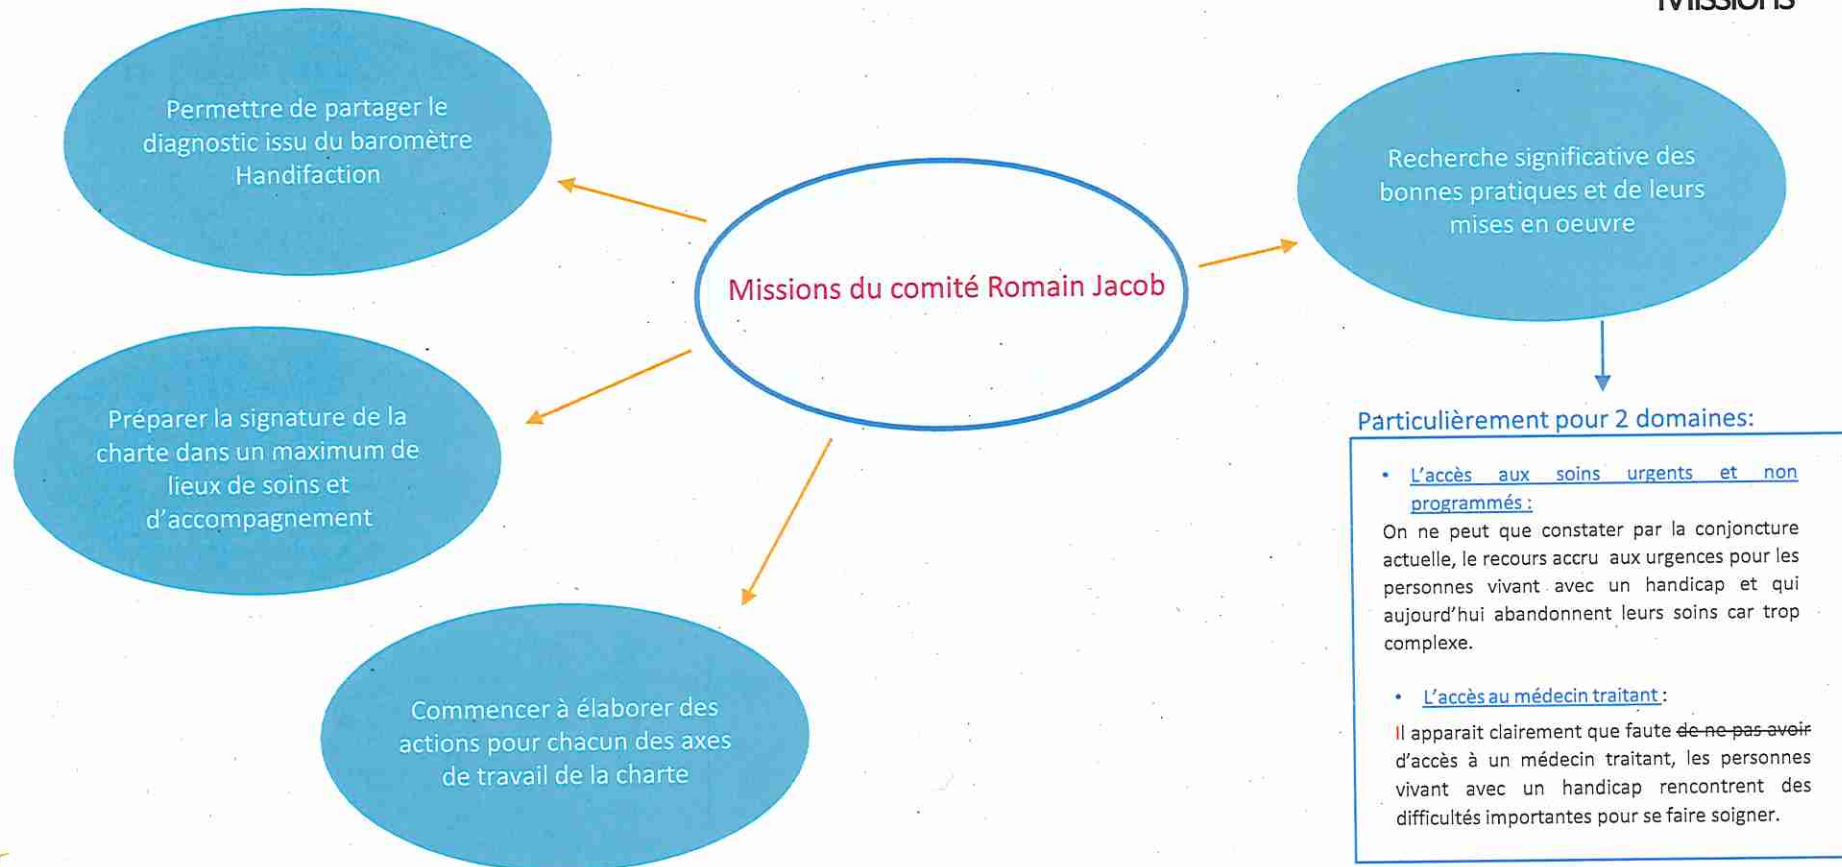 Missions
Permettre de partager le
diagnostic issu du baromètre
Handifaction
Recherche significative des
bonnes pratiques et de leurs
mises en oeuvre
Missions du comité Romain Jacob
Préparer la signature de la
charte dans un maximum de
lieux de soins et
d'accompagnement
Commencer à élaborer des
actions pour chacun des axes
de travail de la charte
Particulièrement pour 2 domaines:
• L'accès aux soins urgents et non
programmés :
On ne peut que constater par la conjoncture
actuelle, le recours accru aux urgences pour les
personnes vivant avec un handicap et qui
aujourd'hui abandonnent leurs soins car trop
complexe.
• L'accès au médecin traitant :
Il apparait clairement que faute de ne pas avoir
d'accès à un médecin traitant, les personnes
vivant avec un handicap rencontrent des
difficultés importantes pour se faire soigner.